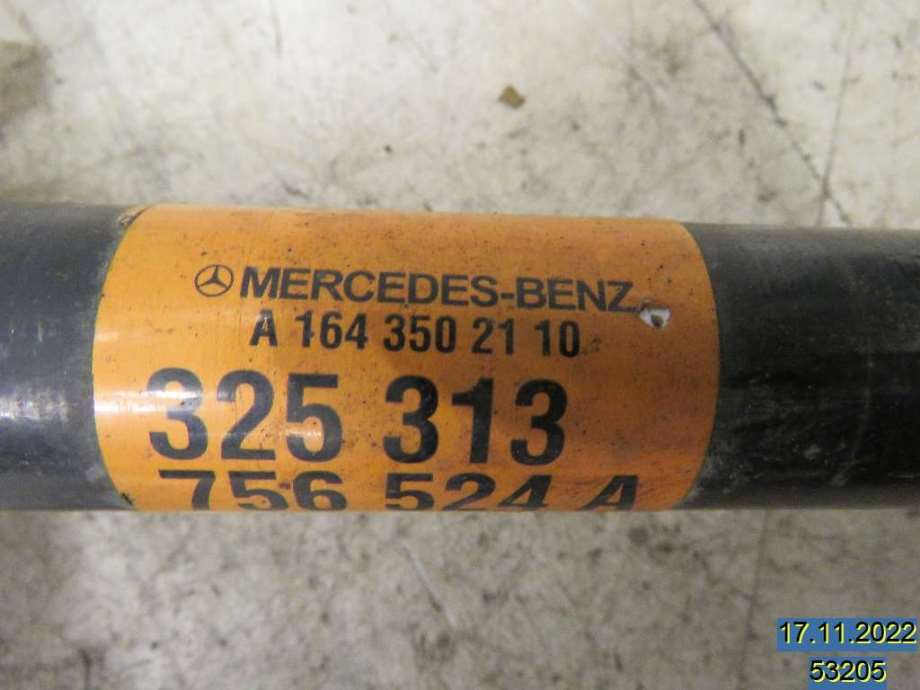 MERCEDES-BENZ
A 164 350 21 10
325 313
756 524 A
17.11.2022
53205